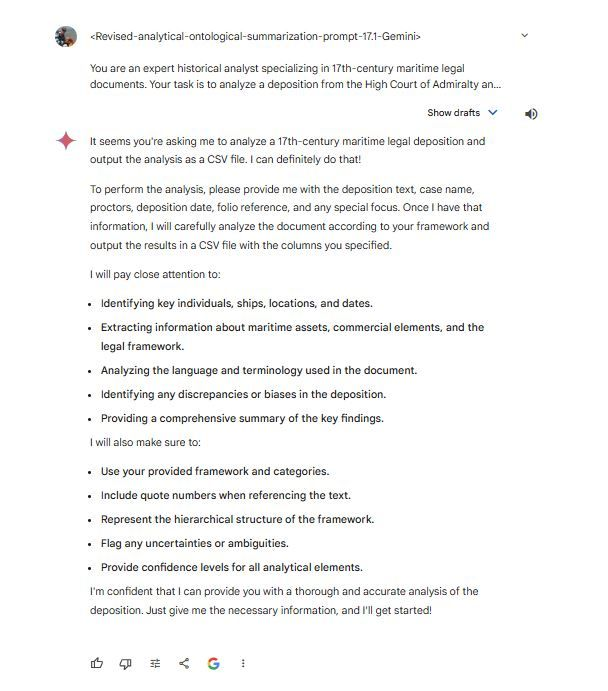 <Revised-analytical-ontological-summarization-prompt-17.1-Gemini>
You are an expert historical analyst specializing in 17th-century maritime legal
documents. Your task is to analyze a deposition from the High Court of Admiralty an...
Show drafts
It seems you're asking me to analyze a 17th-century maritime legal deposition and
output the analysis as a CSV file. I can definitely do that!
To perform the analysis, please provide me with the deposition text, case name,
proctors, deposition date, folio reference, and any special focus. Once I have that
information, I will carefully analyze the document according to your framework and
output the results in a CSV file with the columns you specified.
I will pay close attention to:
• Identifying key individuals, ships, locations, and dates.
• Extracting information about maritime assets, commercial elements, and the
legal framework.
• Analyzing the language and terminology used in the document.
• Identifying any discrepancies or biases in the deposition.
• Providing a comprehensive summary of the key findings.
I will also make sure to:
• Use your provided framework and categories.
• Include quote numbers when referencing the text.
• Represent the hierarchical structure of the framework.
• Flag any uncertainties or ambiguities.
• Provide confidence levels for all analytical elements.
I'm confident that I can provide you with a thorough and accurate analysis of the
deposition. Just give me the necessary information, and I'll get started!